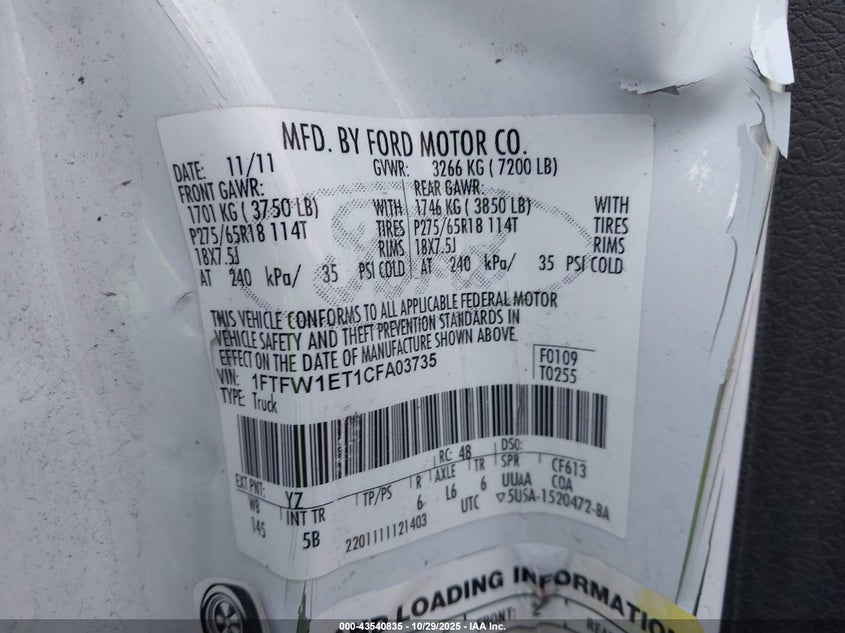 MFD. BY FORD MOTOR CO.
DATE: 11/11 GVWR: 3266 KG ( 7200 LB)
FRONT GAWR: REAR GAWR:
1701 KG ( 3750 LB) WITH 1746 KG ( 3850 LB) WITH
P275/65R18 114T TIRES P275/65R18 114T TIRES
18X7.5J RIMS 18X7.5J RIMS
AT 240 kPa/ 35 PSI COLD AT 240 kPa/ 35 PSI COLD
THIS VEHICLE CONFORMS TO ALL APPLICABLE FEDERAL MOTOR
VEHICLE SAFETY AND THEFT PREVENTION STANDARDS IN
EFFECT ON THE DATE OF MANUFACTURE SHOWN ABOVE.
VIN: 1FTFW1ET1CFA03735 F0109
TYPE: Truck T0255
EXT PNT: YZ RC: 48 DSO:
WB INT TR TP/PS R AXLE TR SPR CF613
145 5B 6 L6 6 UUAA COA
2201111121403 UTC ▽5U5A-1520472-BA
LOADING INFORMATION
2
000-43540835 - 10/29/2025 - IAA Inc.